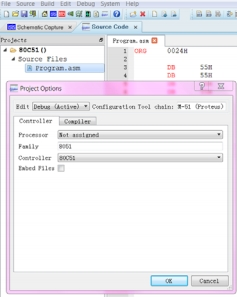 File Source Build Edit Debug System Help
Schematic Capture
Source Code
Projects
80C51()
Source Files
Program.asm
Program.asm
1 ORG 0024H
2
3 DB 55H
4 DB 55H
Project Options
Edit Debug (Active) Configuration Tool chain: M-51 (Proteus)
Controller Compiler
Processor Not assigned
Family 8051
Controller 80C51
Embed Files
OK Cancel